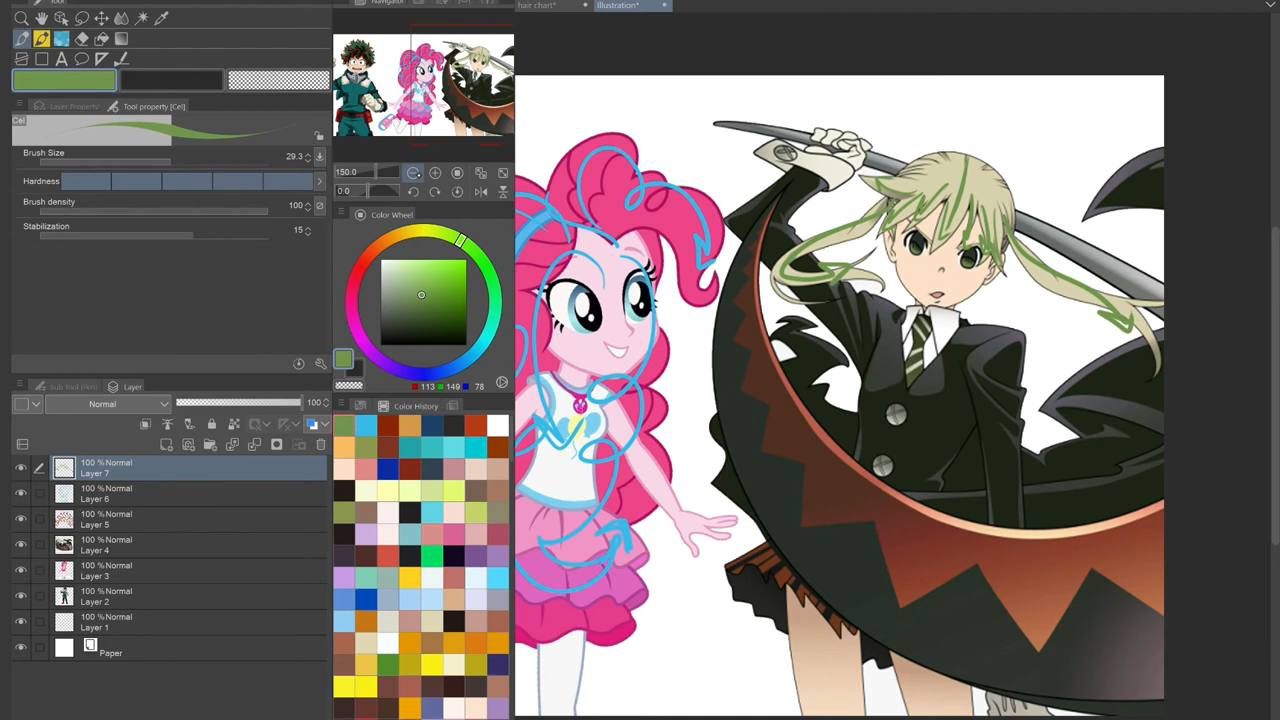 Tool
Navigator
hair chart*
Illustration*
Layer Property
Tool property [Cel]
Cel
Brush Size
29.3
Hardness
Brush density
100
Stabilization
15
150.0
0.0
Color Wheel
113 149 78
Color History
Sub Tool [Pen]
Layer
Normal
100
100 %Normal
Layer 7
100 %Normal
Layer 6
100 %Normal
Layer 5
100 %Normal
Layer 4
100 %Normal
Layer 3
100 %Normal
Layer 2
100 %Normal
Layer 1
Paper